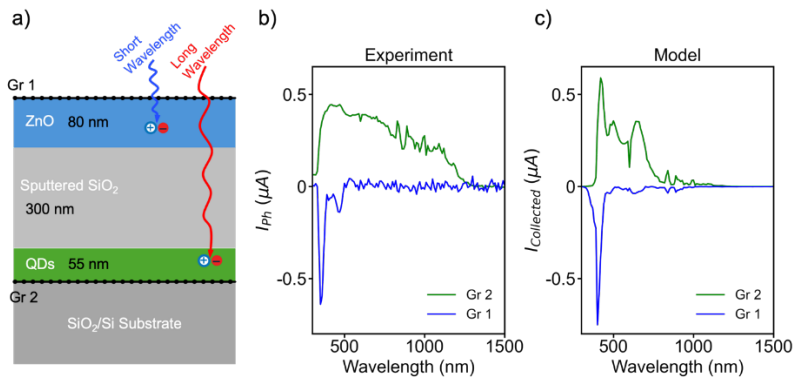 a)
Short
Wavelength
Long
Wavelength
Gr 1
ZnO 80 nm
Sputtered SiO₂
300 nm
QDs 55 nm
Gr 2
SiO₂/Si Substrate
b)
Experiment
I_Ph (μA)
0.5
0
-0.5
Gr 2
Gr 1
500
1000
1500
Wavelength (nm)
c)
Model
I_Collected (μA)
0.5
0
-0.5
Gr 2
Gr 1
500
1000
1500
Wavelength (nm)